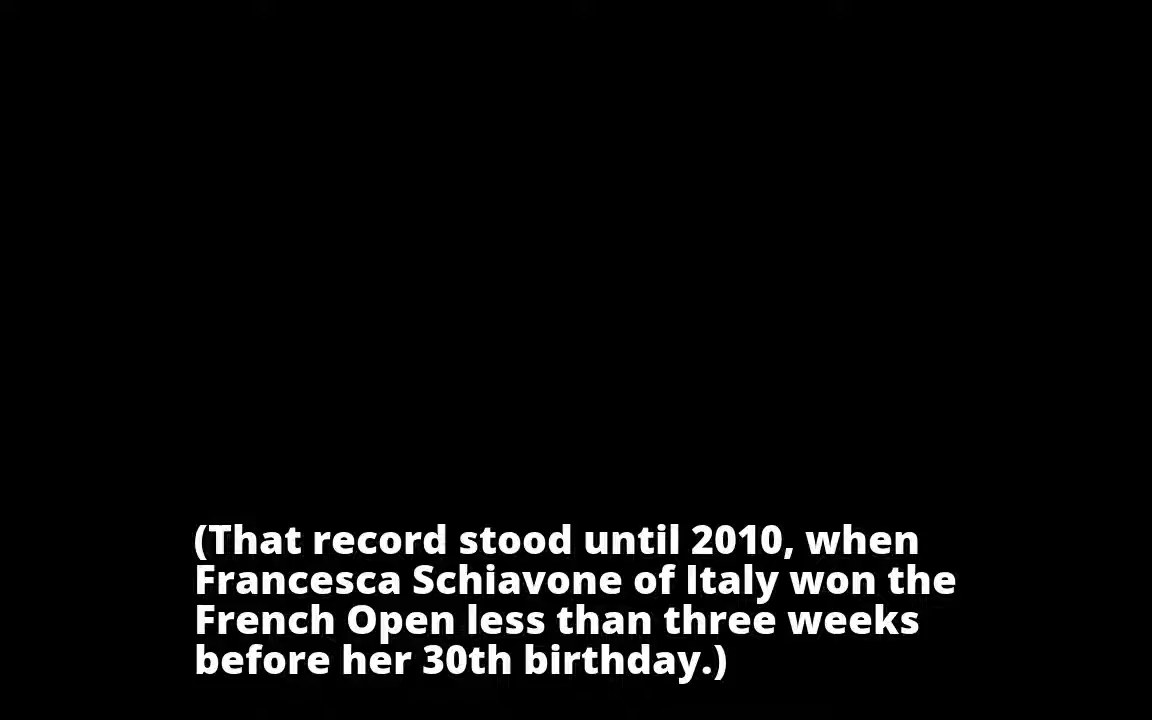 (That record stood until 2010, when
Francesca Schiavone of Italy won the
French Open less than three weeks
before her 30th birthday.)